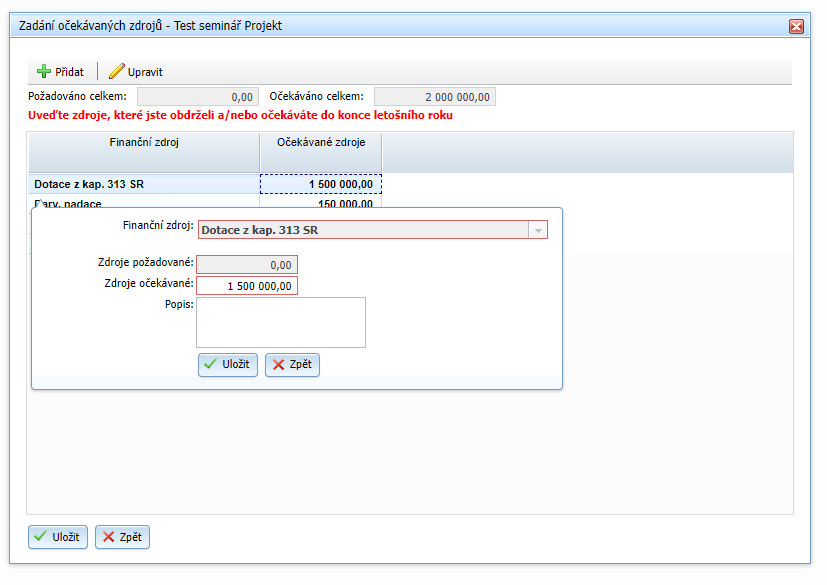 Zadání očekávaných zdrojů - Test seminář Projekt
Přidat Upravit
Požadováno celkem: 0,00 Očekáváno celkem: 2 000 000,00
Uveďte zdroje, které jste obdrželi a/nebo očekáváte do konce letošního roku
Finanční zdroj Očekávané zdroje
Dotace z kap. 313 SR 1 500 000,00
Dary, nadace 150 000,00
Finanční zdroj: Dotace z kap. 313 SR
Zdroje požadované: 0,00
Zdroje očekávané: 1 500 000,00
Popis:
Uložit Zpět
Uložit Zpět